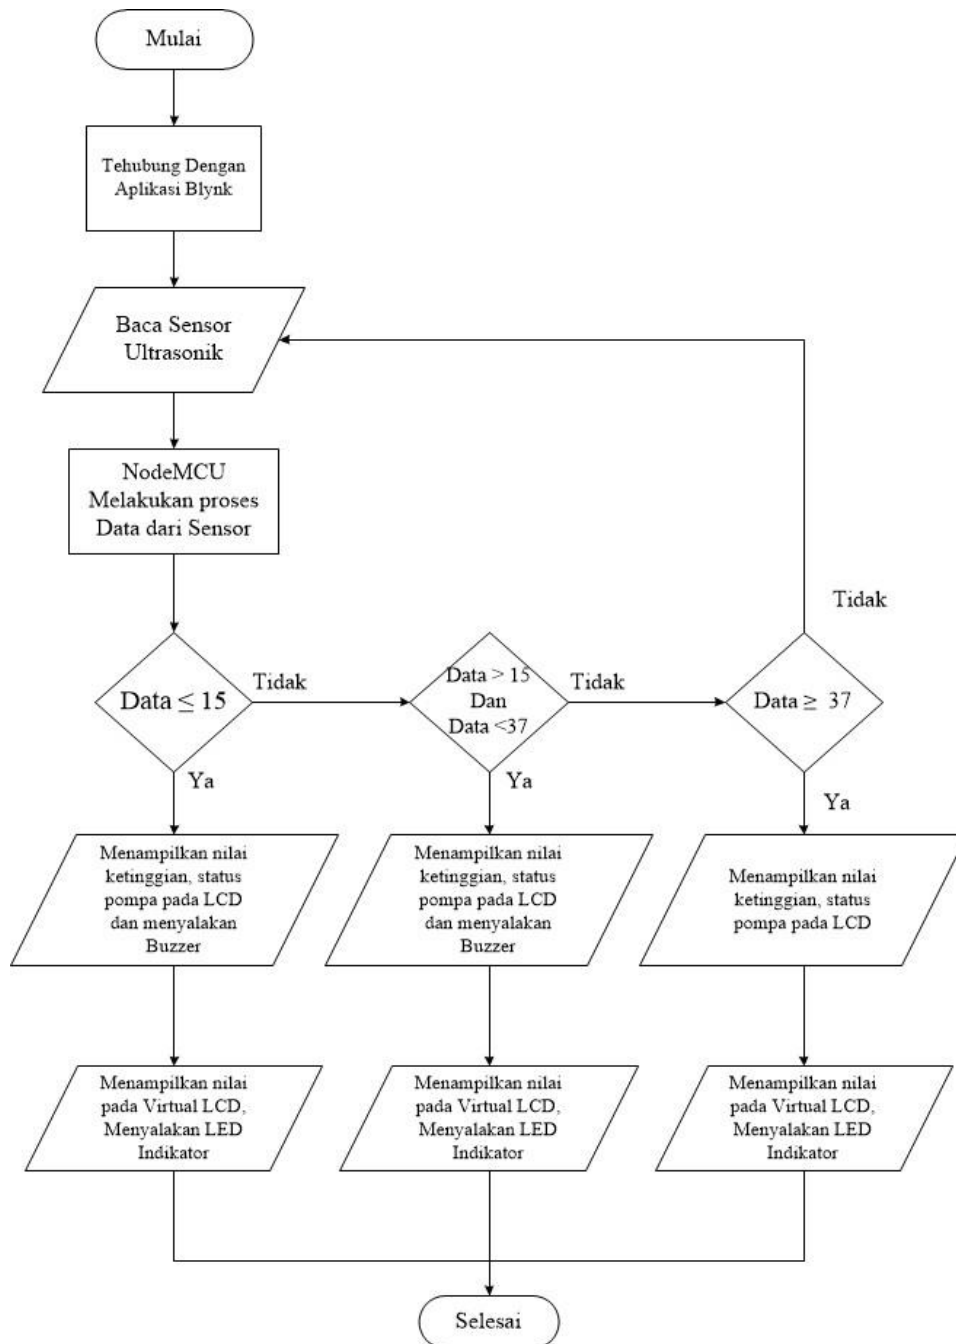 Mulai
Tehubung Dengan
Aplikasi Blynk
Baca Sensor
Ultrasonik
NodeMCU
Melakukan proses
Data dari Sensor
Data ≤ 15
Tidak
Data > 15
Dan
Data <37
Tidak
Data ≥ 37
Tidak
Ya
Ya
Ya
Menampilkan nilai
ketinggian, status
pompa pada LCD
dan menyalakan
Buzzer
Menampilkan nilai
ketinggian, status
pompa pada LCD
dan menyalakan
Buzzer
Menampilkan nilai
ketinggian, status
pompa pada LCD
Menampilkan nilai
pada Virtual LCD,
Menyalakan LED
Indikator
Menampilkan nilai
pada Virtual LCD,
Menyalakan LED
Indikator
Menampilkan nilai
pada Virtual LCD,
Menyalakan LED
Indikator
Selesai